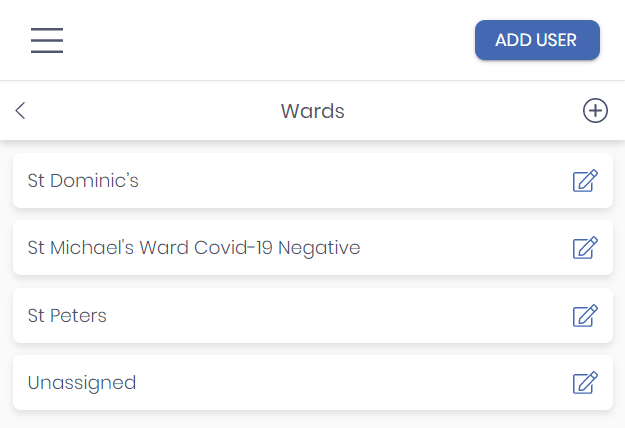 ADD USER
Wards
St Dominic's
St Michael's Ward Covid-19 Negative
St Peters
Unassigned